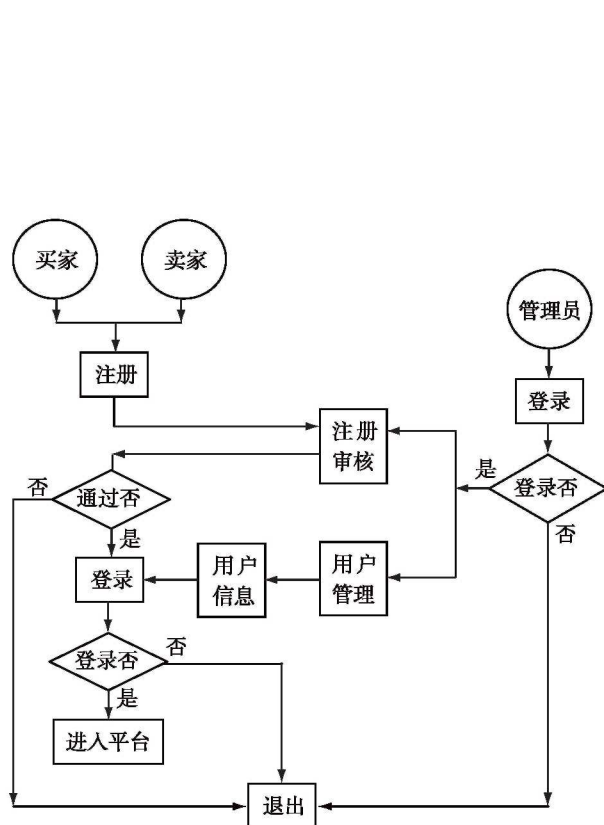 买家
卖家
管理员
注册
登录
注册
审核
是
登录否
否
否
通过否
是
登录
用户
信息
用户
管理
登录否
否
是
进入平台
退出